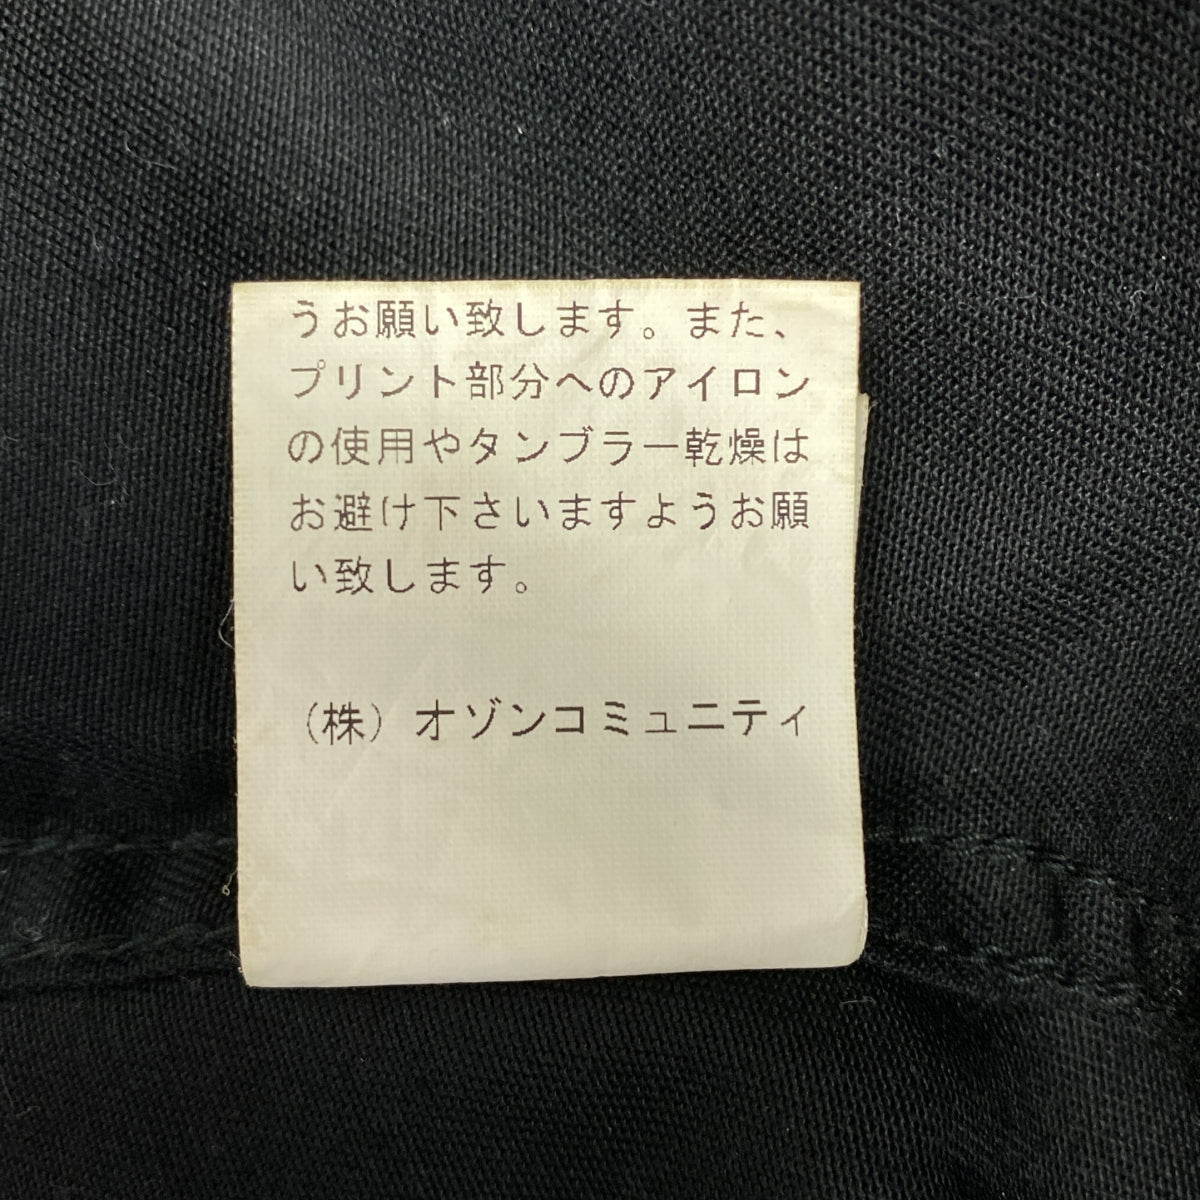 うお願い致します。また、
プリント部分へのアイロン
の使用やタンブラー乾燥は
お避け下さいますようお願
い致します。
（株）オゾンコミュニティ